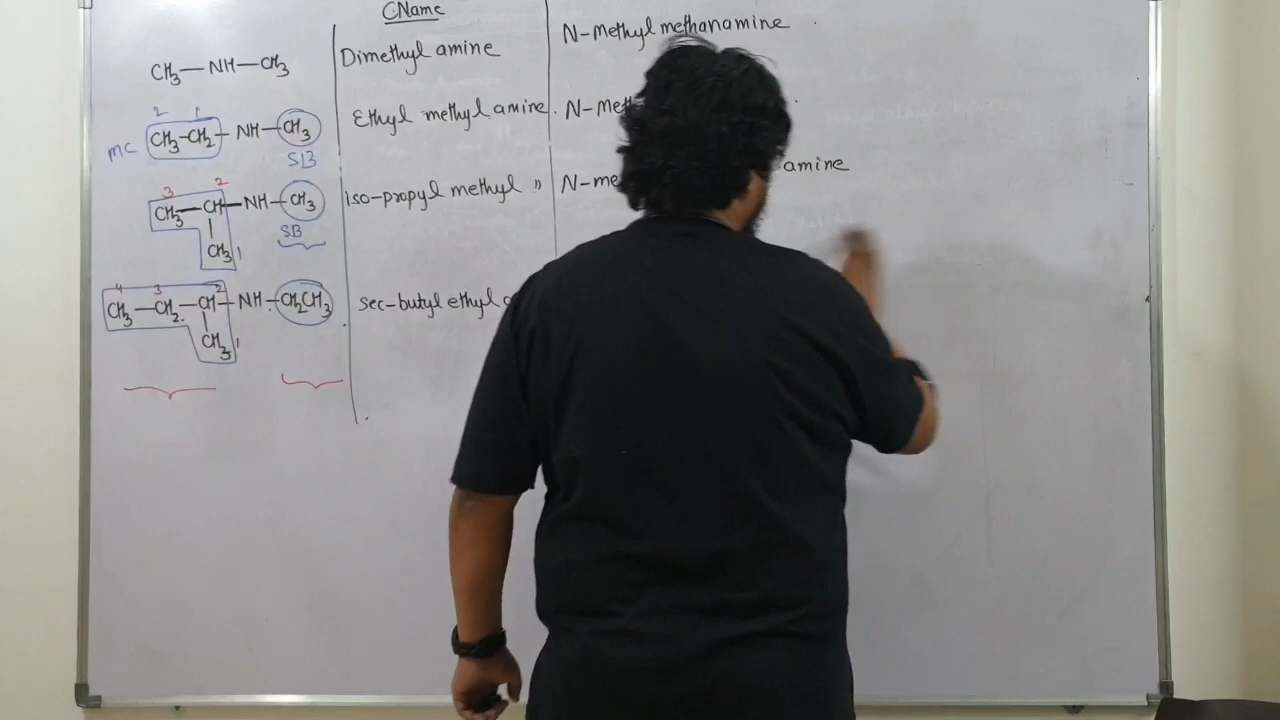 CName
CH3—NH—CH3
Dimethyl amine
N-Methyl methanamine
2 1
mc CH3-CH2-NH-CH3
SB
Ethyl methyl amine
3 2
CH3—CH—NH-CH3
CH3 1
SB
iso-propyl methyl "
amine
4 3 2
CH3—CH2—CH—NH-CH2CH3
CH3 1
sec-butyl ethyl